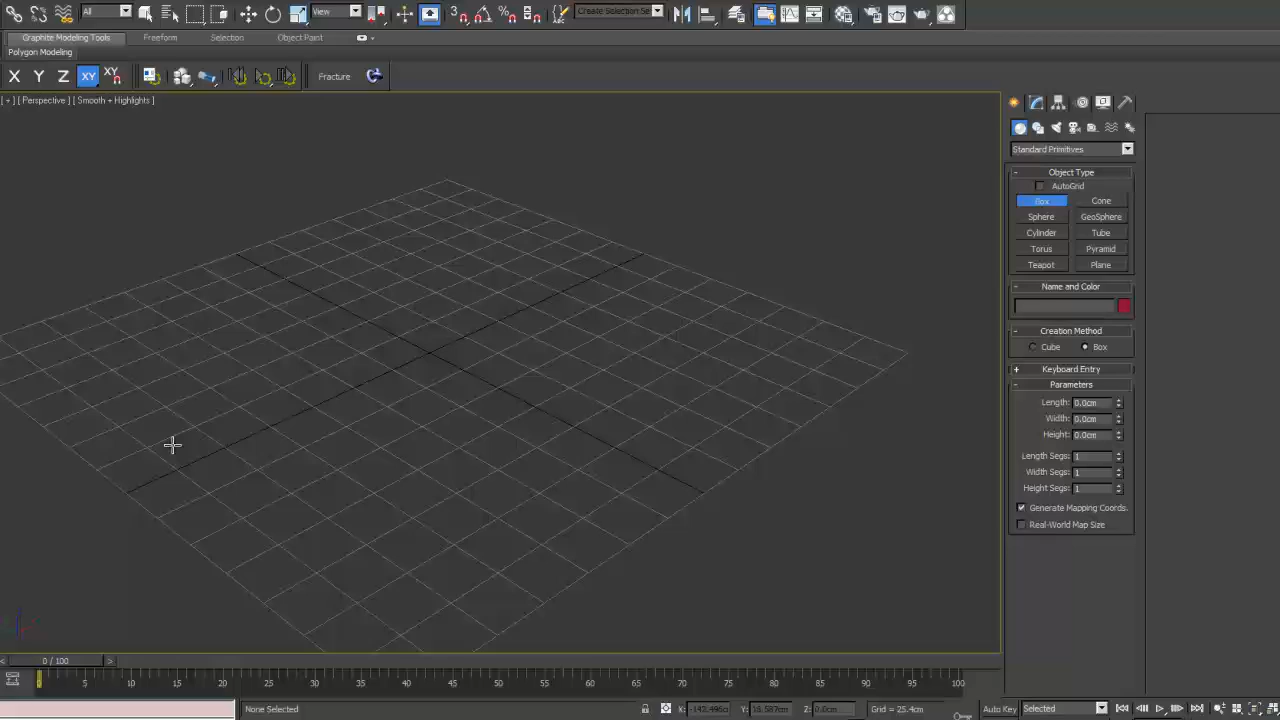 All
View
Create Selection Se
Graphite Modeling Tools Freeform Selection Object Paint
Polygon Modeling
X Y Z XY XY Fracture
[ + ] [ Perspective ] [ Smooth + Highlights ]
Standard Primitives
- Object Type
AutoGrid
Box Cone
Sphere GeoSphere
Cylinder Tube
Torus Pyramid
Teapot Plane
- Name and Color
- Creation Method
Cube Box
+ Keyboard Entry
- Parameters
Length: 0.0cm
Width: 0.0cm
Height: 0.0cm
Length Segs: 1
Width Segs: 1
Height Segs: 1
Generate Mapping Coords.
Real-World Map Size
< 0 / 100 >
0 5 10 15 20 25 30 35 40 45 50 55 60 65 70 75 80 85 90 95 100
None Selected X: -142.496c Y: 16.587cm Z: 0.0cm Grid = 25.4cm Auto Key Selected